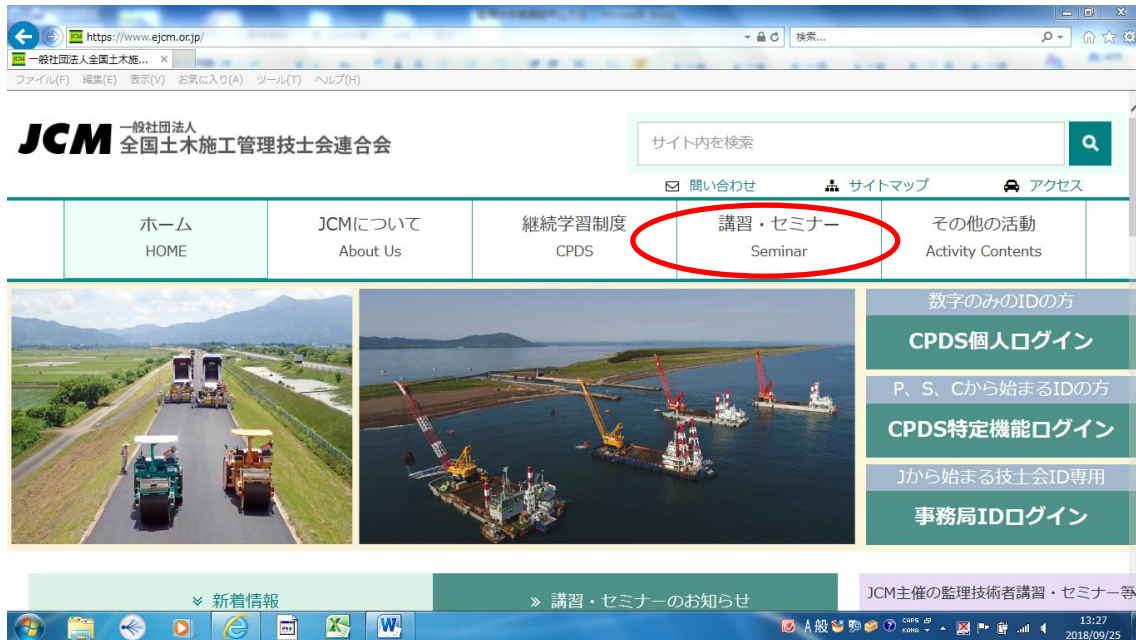 https://www.ejcm.or.jp/
検索...
一般社団法人全国土木施...
ファイル(F) 編集(E) 表示(V) お気に入り(A) ツール(T) ヘルプ(H)
JCM 一般社団法人
全国土木施工管理技士会連合会
サイト内を検索
問い合わせ サイトマップ アクセス
ホーム JCMについて 継続学習制度 講習・セミナー その他の活動
HOME About Us CPDS Seminar Activity Contents
数字のみのIDの方
CPDS個人ログイン
P、S、Cから始まるIDの方
CPDS特定機能ログイン
Jから始まる技士会ID専用
事務局IDログイン
新着情報
講習・セミナーのお知らせ
JCM主催の監理技術者講習・セミナー等
A 般
CAPS
KANA
13:27
2018/09/25